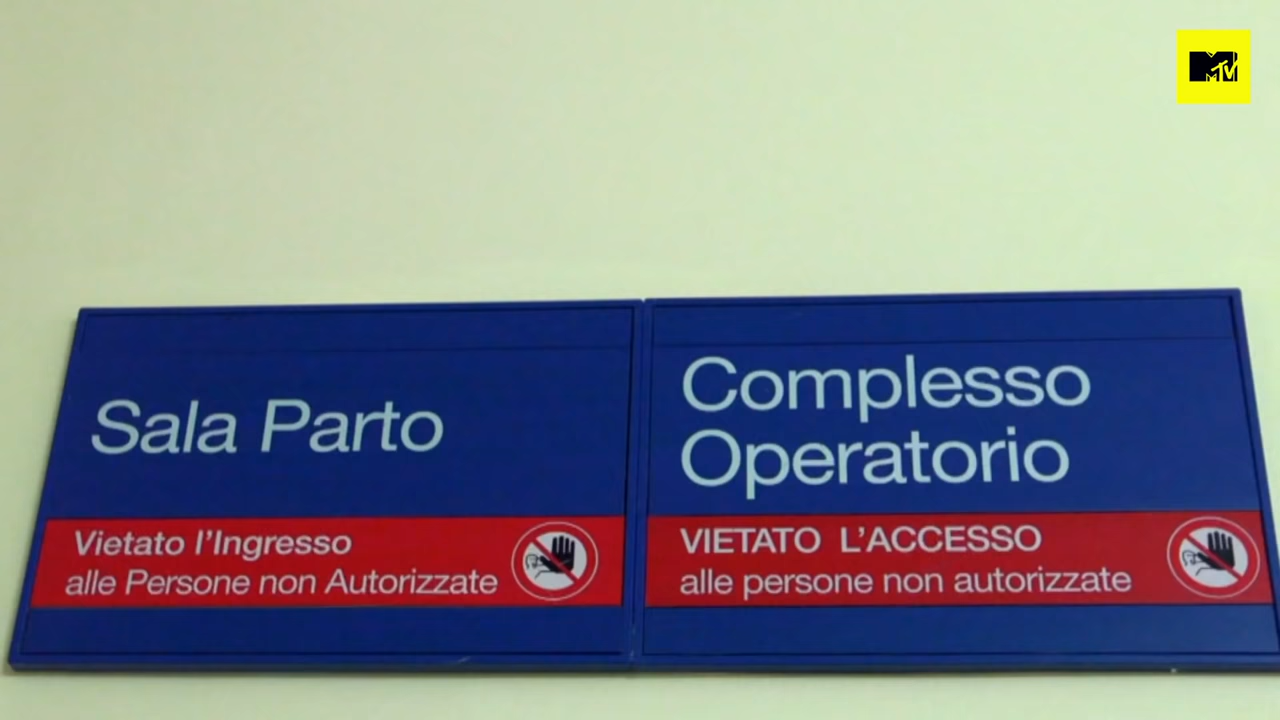 MTV
Sala Parto
Vietato l'Ingresso
alle Persone non Autorizzate
Complesso
Operatorio
VIETATO L'ACCESSO
alle persone non autorizzate